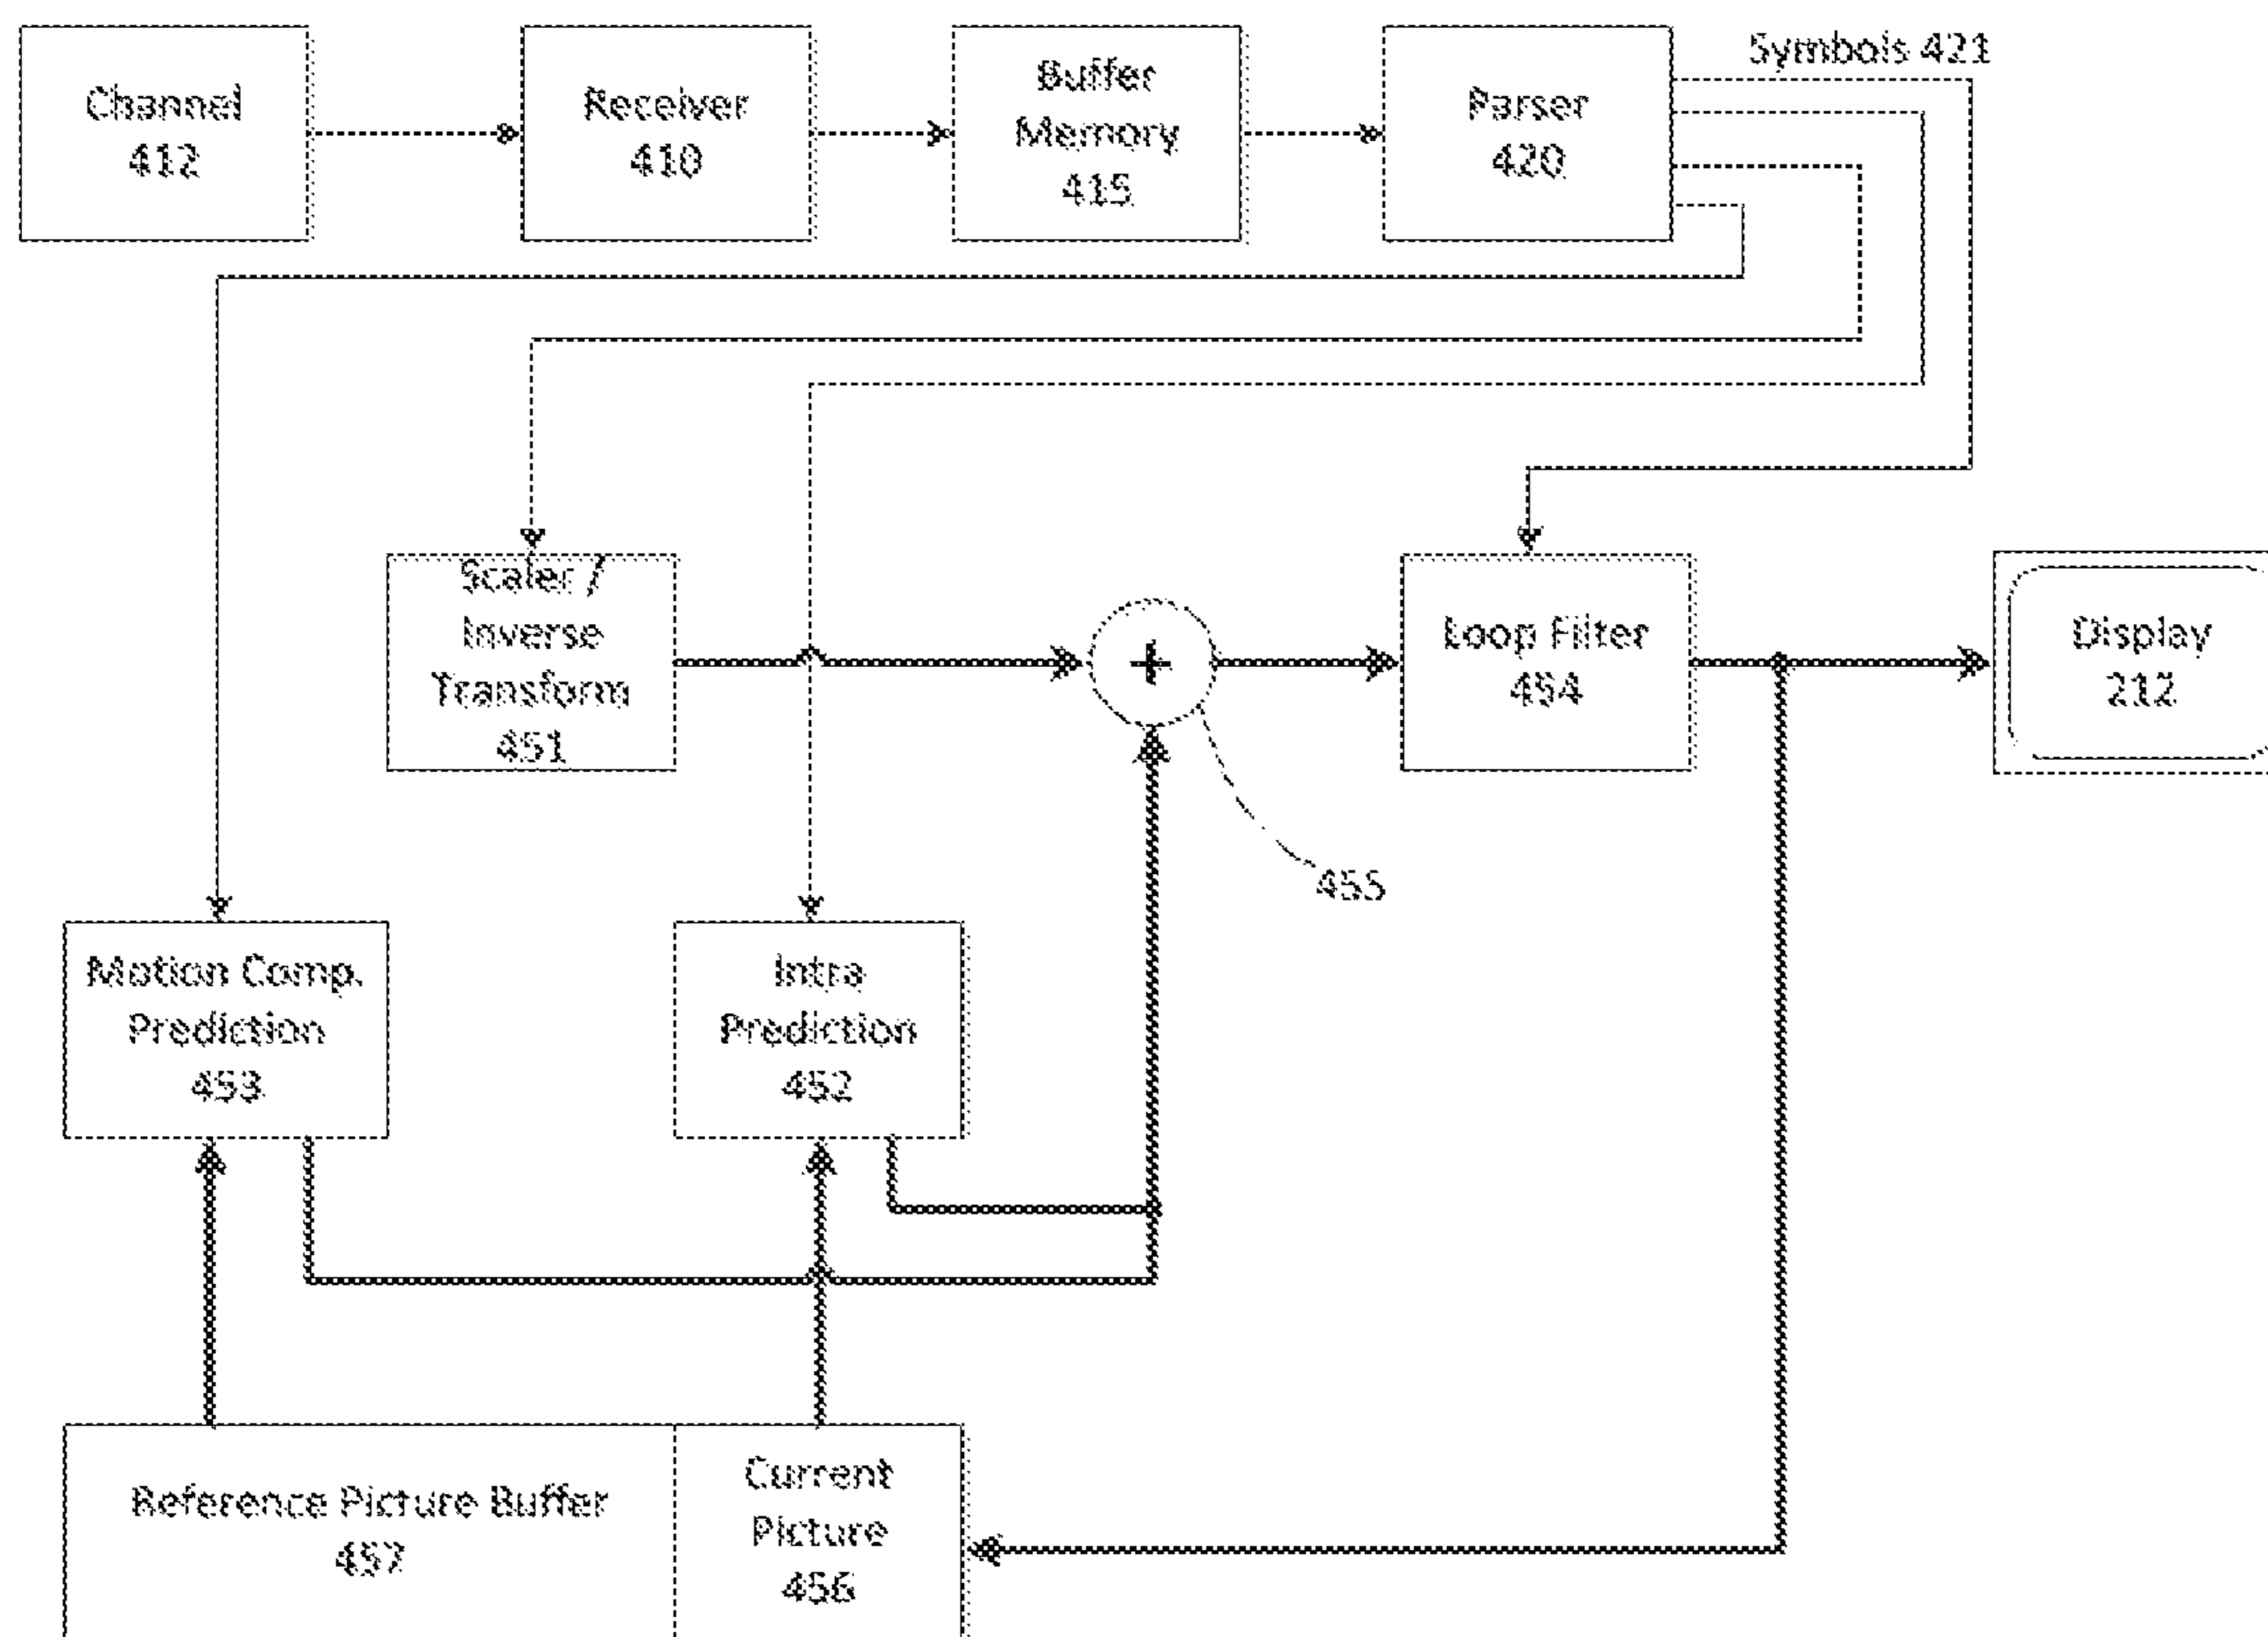 Symbols 421
Channel
412
Receiver
410
Buffer
Memory
415
Parser
420
Scaler /
Inverse
Transform
451
+
Loop Filter
454
Display
212
455
Motion Comp.
Prediction
453
Intra
Prediction
452
Reference Picture Buffer
457
Current
Picture
456